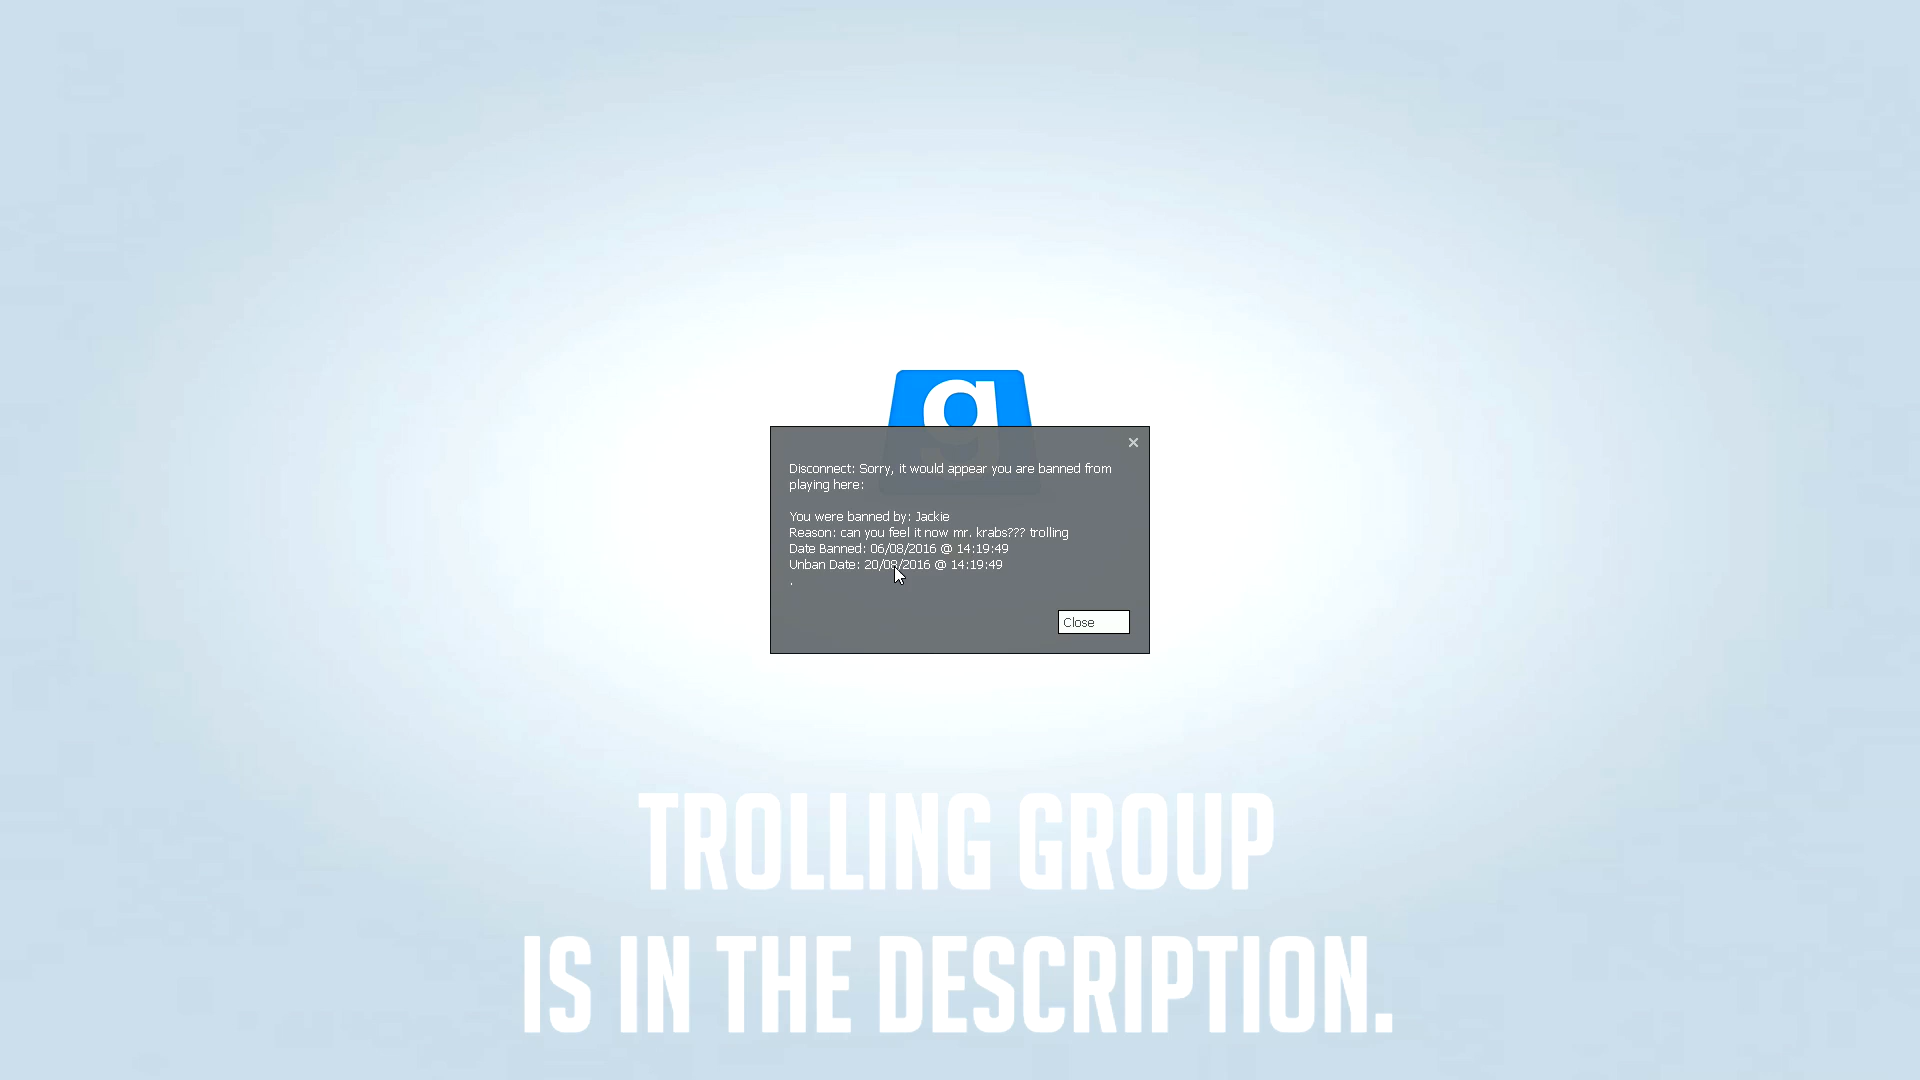 g
Disconnect: Sorry, it would appear you are banned from
playing here:
You were banned by: Jackie
Reason: can you feel it now mr. krabs??? trolling
Date Banned: 06/08/2016 @ 14:19:49
Unban Date: 20/08/2016 @ 14:19:49
.
Close
TROLLING GROUP
IS IN THE DESCRIPTION.